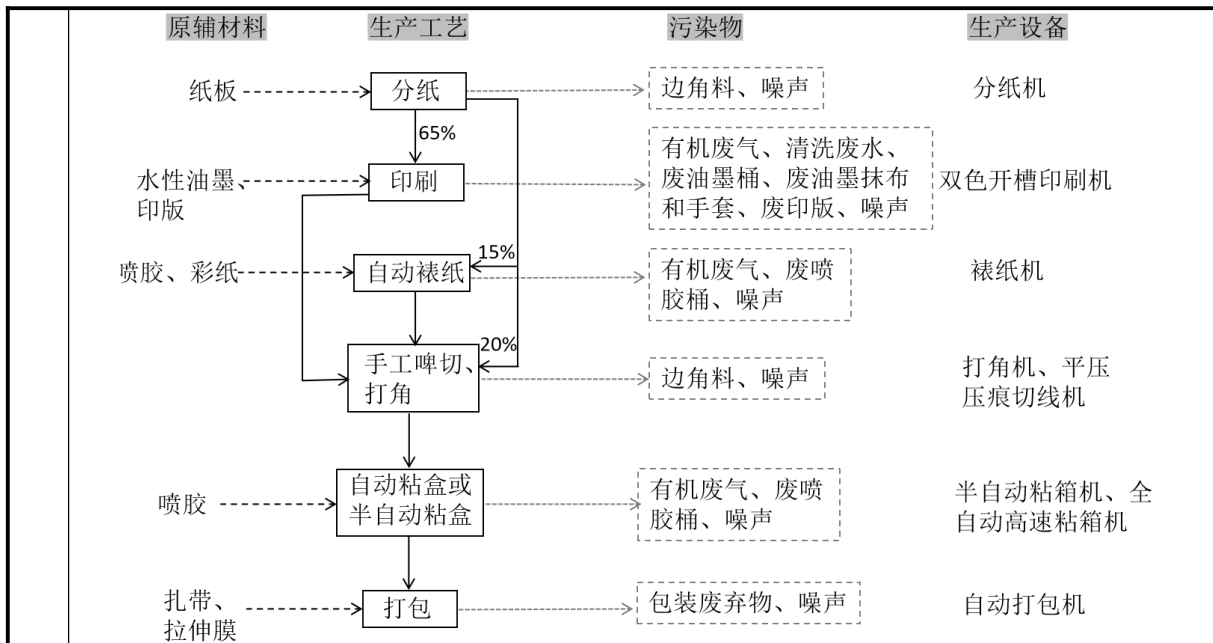 原辅材料 生产工艺 污染物 生产设备
纸板 分纸 边角料、噪声 分纸机
65%
水性油墨、
印版
印刷
有机废气、清洗废水、
废油墨桶、废油墨抹布
和手套、废印版、噪声
双色开槽印刷机
15%
喷胶、彩纸 自动裱纸
有机废气、废喷
胶桶、噪声
裱纸机
20%
手工啤切、
打角
边角料、噪声
打角机、平压
压痕切线机
喷胶
自动粘盒或
半自动粘盒
有机废气、废喷
胶桶、噪声
半自动粘箱机、全
自动高速粘箱机
扎带、
拉伸膜
打包 包装废弃物、噪声 自动打包机